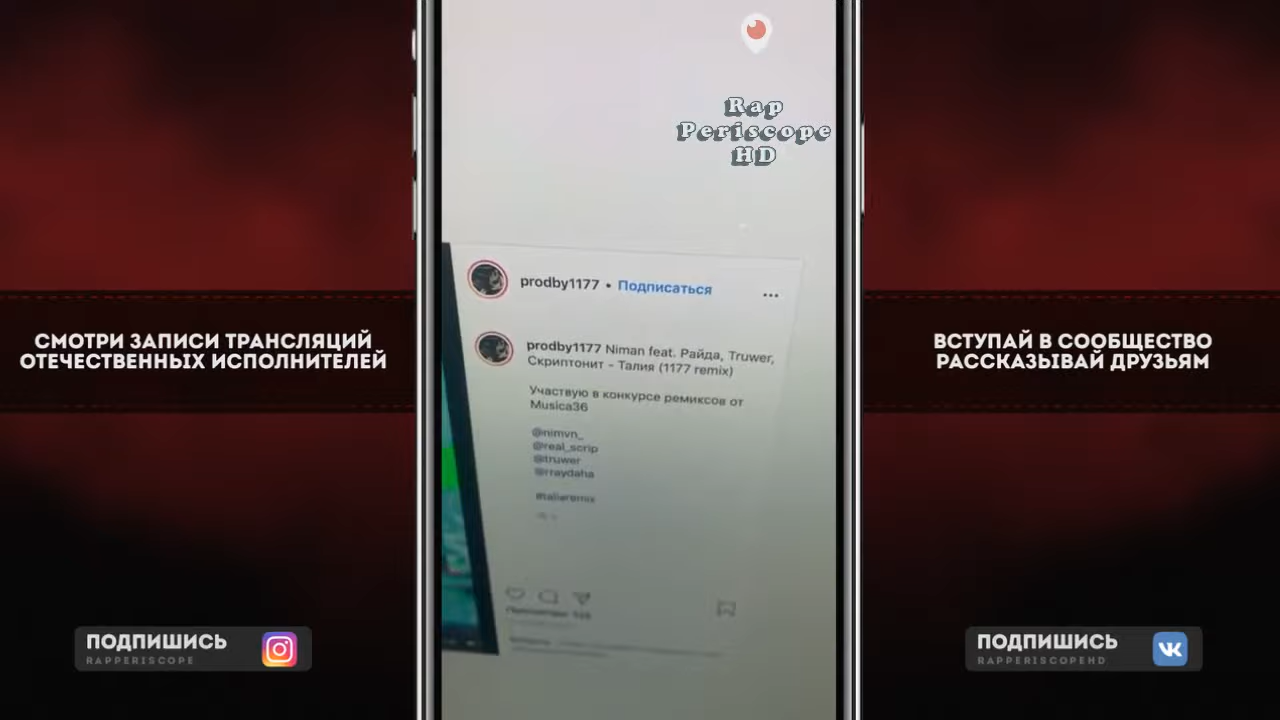 Rap
Periscope
HD
СМОТРИ ЗАПИСИ ТРАНСЛЯЦИЙ
ОТЕЧЕСТВЕННЫХ ИСПОЛНИТЕЛЕЙ
ВСТУПАЙ В СООБЩЕСТВО
РАССКАЗЫВАЙ ДРУЗЬЯМ
prodby1177 • Подписаться
prodby1177 Niman feat. Райда, Truwer,
Скриптонит - Талия (1177 remix)
Участвую в конкурсе ремиксов от
Musica36
@nimvn_
@real_scrip
@truwer
@rraydaha
#taliaremix
ПОДПИШИСЬ
RAPPERISCOPE
ПОДПИШИСЬ
RAPPERISCOPEHD